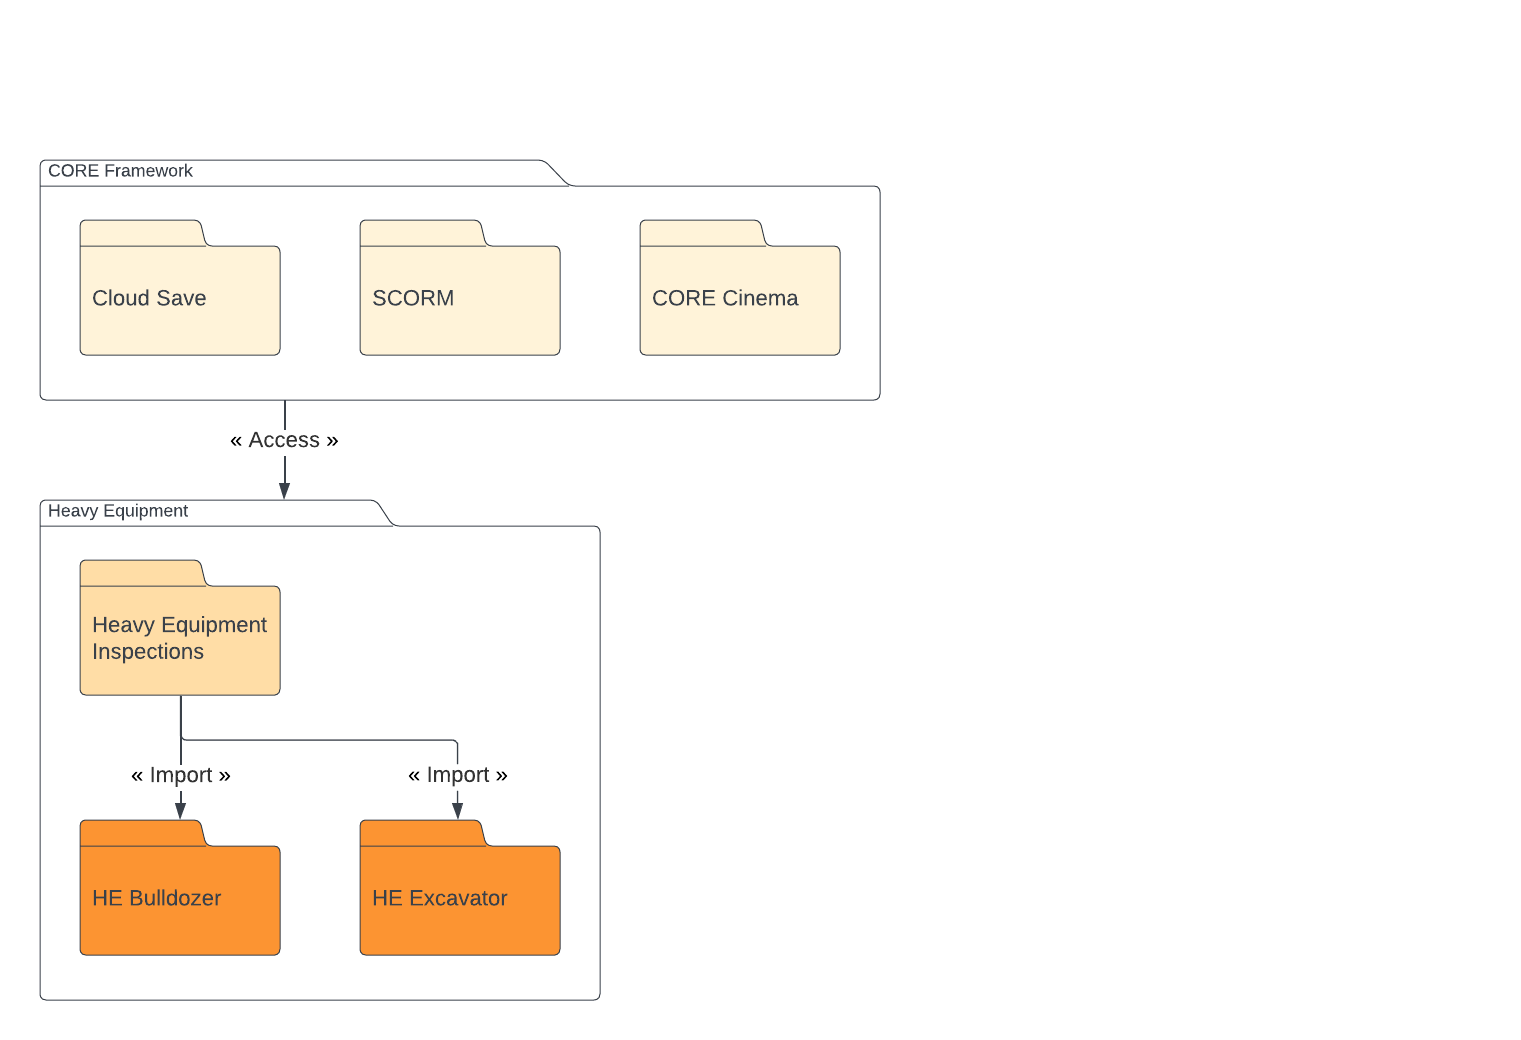 CORE Framework
Cloud Save
SCORM
CORE Cinema
« Access »
Heavy Equipment
Heavy Equipment
Inspections
« Import »
« Import »
HE Bulldozer
HE Excavator